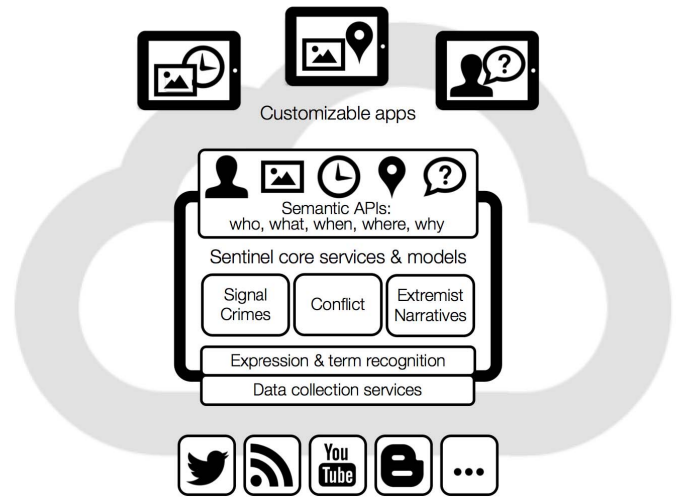 ?
?
Customizable apps
?
Semantic APIs:
who, what, when, where, why
Sentinel core services & models
Signal
Crimes
Conflict
Extremist
Narratives
Expression & term recognition
Data collection services
You
Tube
...